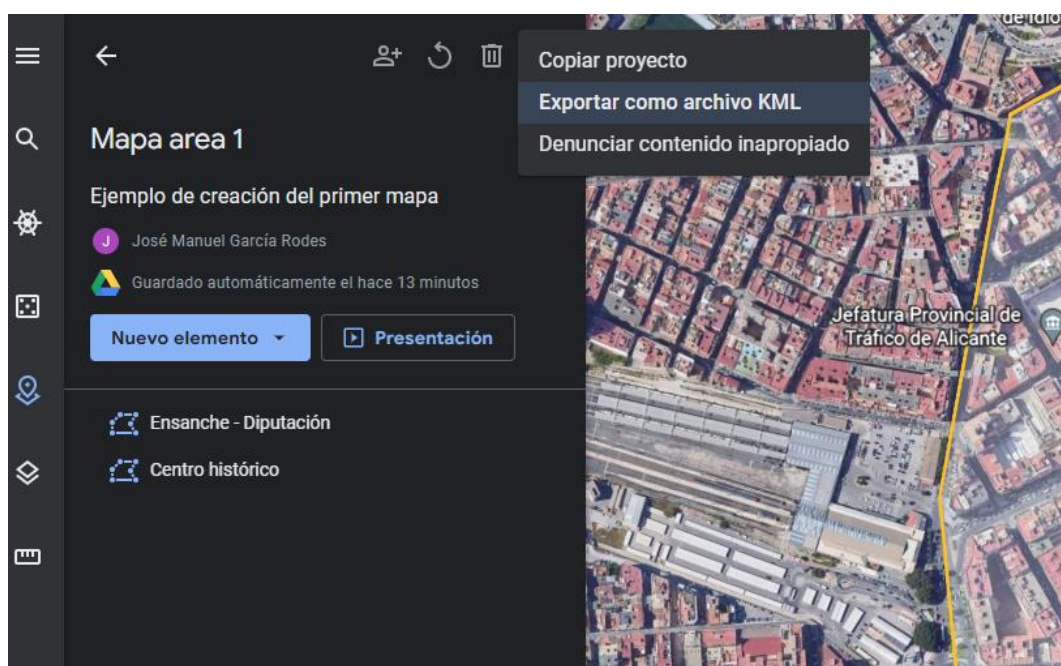 de Idio
Copiar proyecto
Exportar como archivo KML
Denunciar contenido inapropiado
Mapa area 1
Ejemplo de creación del primer mapa
J
José Manuel García Rodes
Guardado automáticamente el hace 13 minutos
Nuevo elemento
Presentación
Jefatura Provincial de
Tráfico de Alicante
Ensanche - Diputación
Centro histórico